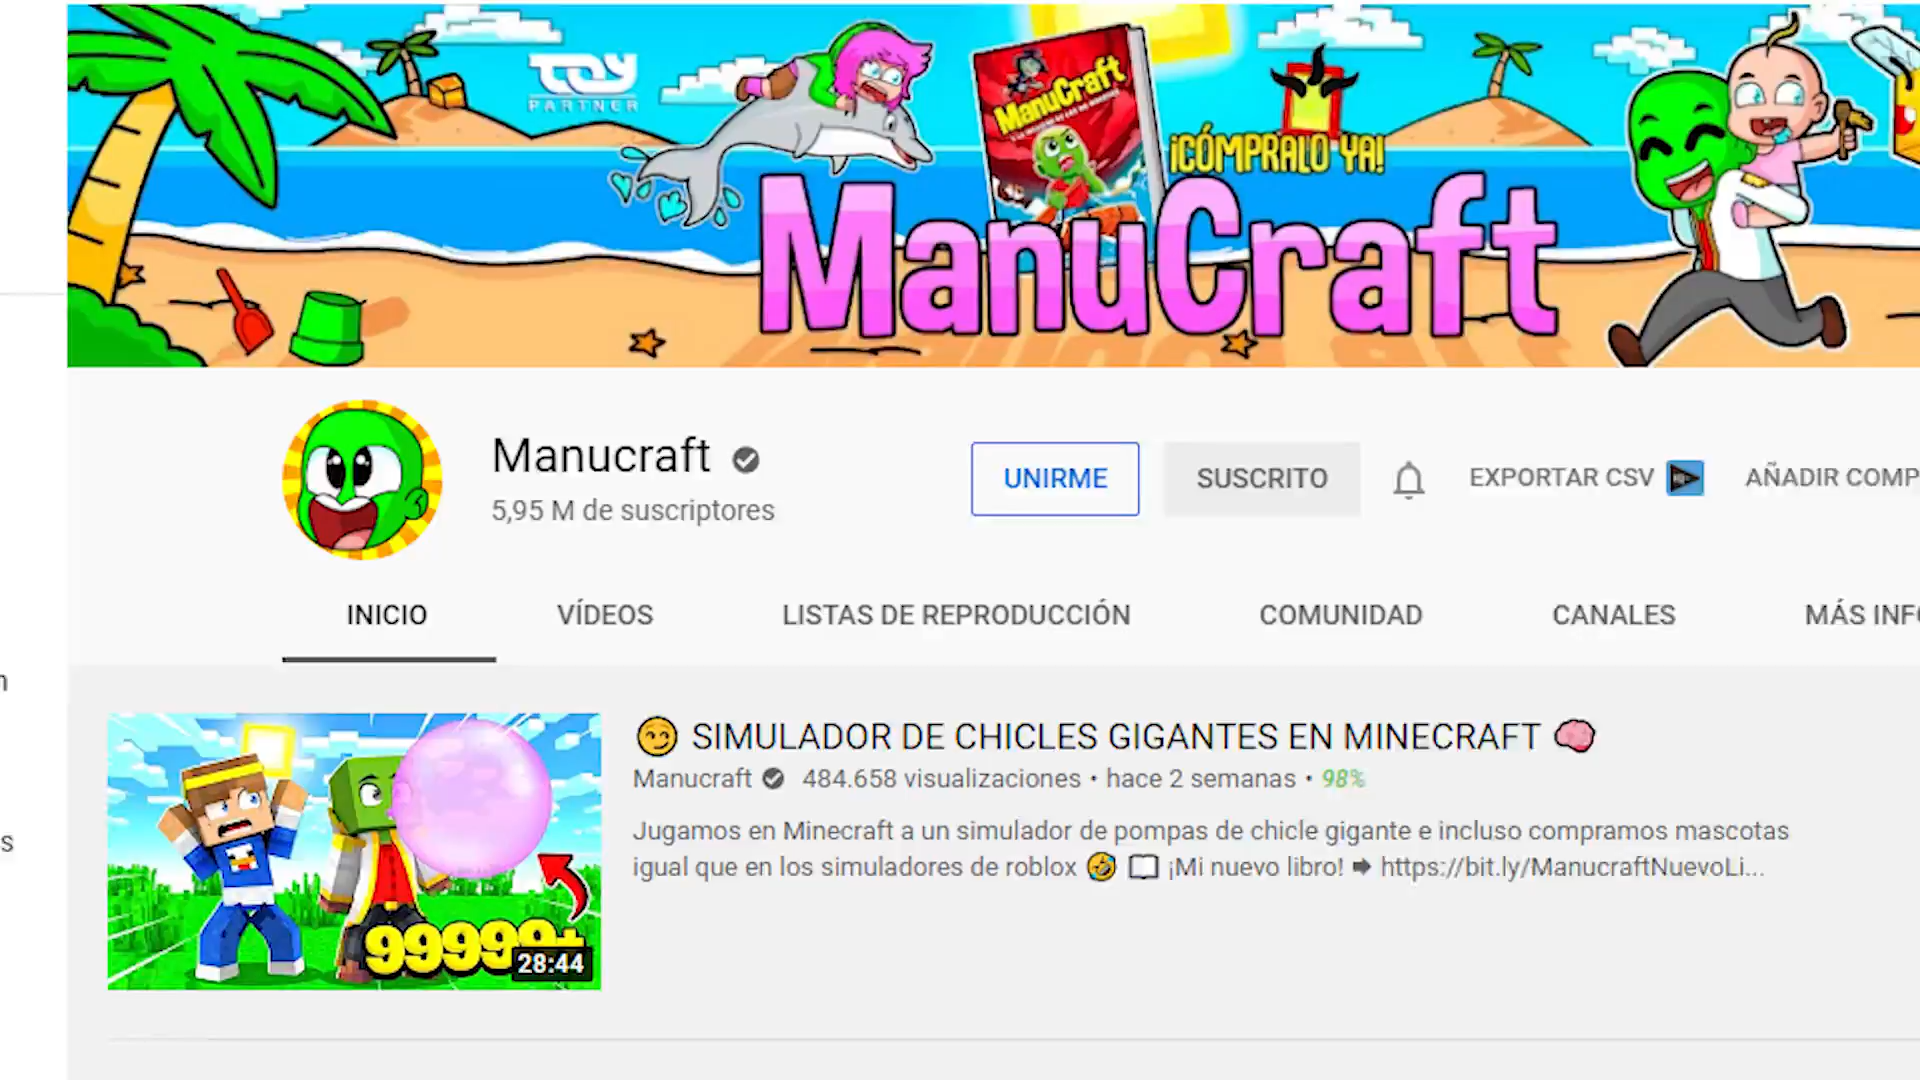 TOY
PARTNER
ManuCraft
¡CÓMPRALO YA!
ManuCraft
Manucraft
5,95 M de suscriptores
UNIRME
SUSCRITO
EXPORTAR CSV
AÑADIR COMP
INICIO
VÍDEOS
LISTAS DE REPRODUCCIÓN
COMUNIDAD
CANALES
MÁS INFO
n
s
😏 SIMULADOR DE CHICLES GIGANTES EN MINECRAFT 🧠
Manucraft 484.658 visualizaciones • hace 2 semanas • 98%
Jugamos en Minecraft a un simulador de pompas de chicle gigante e incluso compramos mascotas
igual que en los simuladores de roblox 🤣 📖 ¡Mi nuevo libro! ➡ https://bit.ly/ManucraftNuevoLi...
99999+
28:44